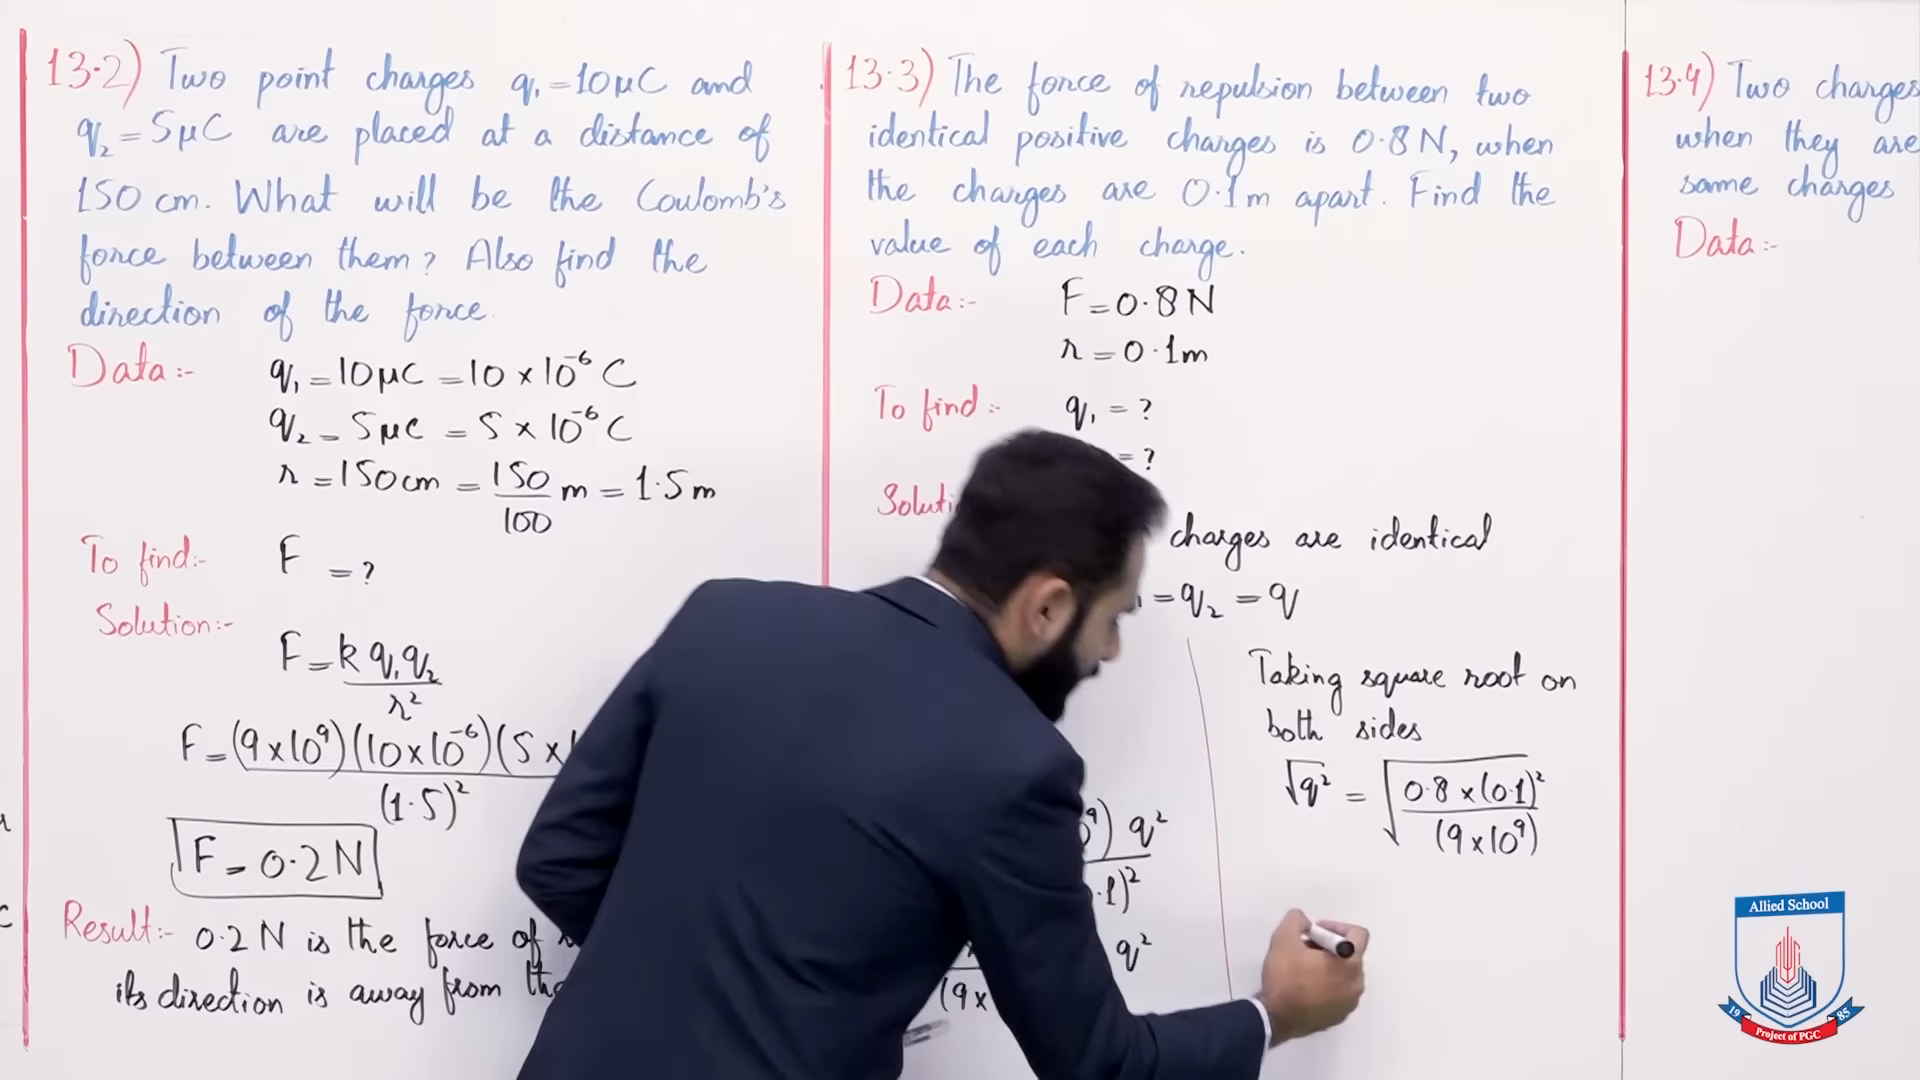 13.2) Two point charges q₁ = 10μC and
q₂ = 5μC are placed at a distance of
150 cm. What will be the Coulomb's
force between them? Also find the
direction of the force.
Data:-
q₁ = 10μC = 10 × 10⁻⁶ C
q₂ = 5μC = 5 × 10⁻⁶ C
r = 150cm = 150/100 m = 1.5 m
To find:- F = ?
Solution:-
F = k q₁q₂/r²
F = (9×10⁹)(10×10⁻⁶)(5×
(1.5)²
F = 0.2 N
Result:- 0.2 N is the force of
its direction is away from
13.3) The force of repulsion between two
identical positive charges is 0.8 N, when
the charges are 0.1m apart. Find the
value of each charge.
Data:- F = 0.8 N
r = 0.1m
To find:- q₁ = ?
= ?
charges are identical
= q₂ = q
⁹) q²
.1)²
q²
(9×
Taking square root on
both sides
√q² = √(0.8 × (0.1)²/(9×10⁹))
13.4) Two charges
when they are
same charges
Data:-
Allied School
19 85
Project of PGC